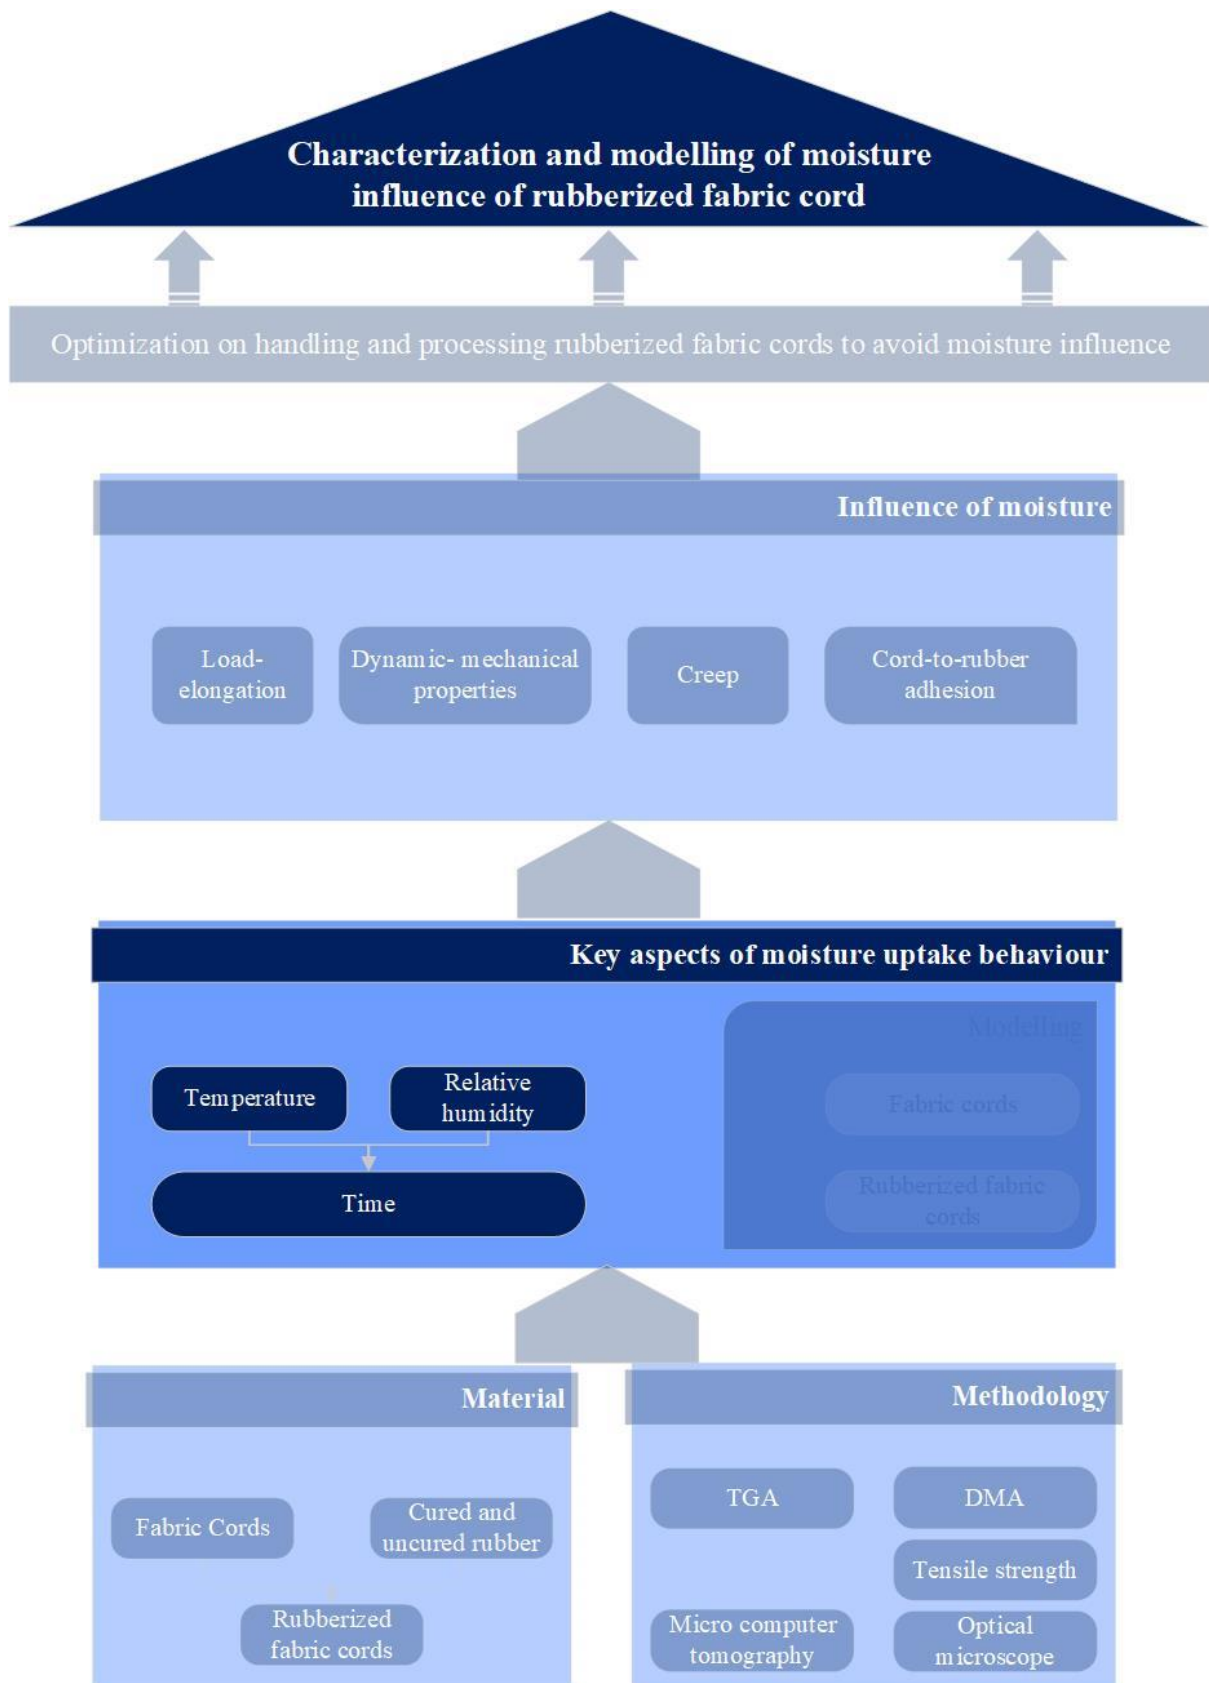 Characterization and modelling of moisture
influence of rubberized fabric cord
Optimization on handling and processing rubberized fabric cords to avoid moisture influence
Influence of moisture
Load-
elongation
Dynamic- mechanical
properties
Creep
Cord-to-rubber
adhesion
Key aspects of moisture uptake behaviour
Temperature
Relative
humidity
Time
Modelling
Fabric cords
Rubberized fabric
cords
Material
Fabric Cords
Cured and
uncured rubber
Rubberized
fabric cords
Methodology
TGA
DMA
Tensile strength
Micro computer
tomography
Optical
microscope